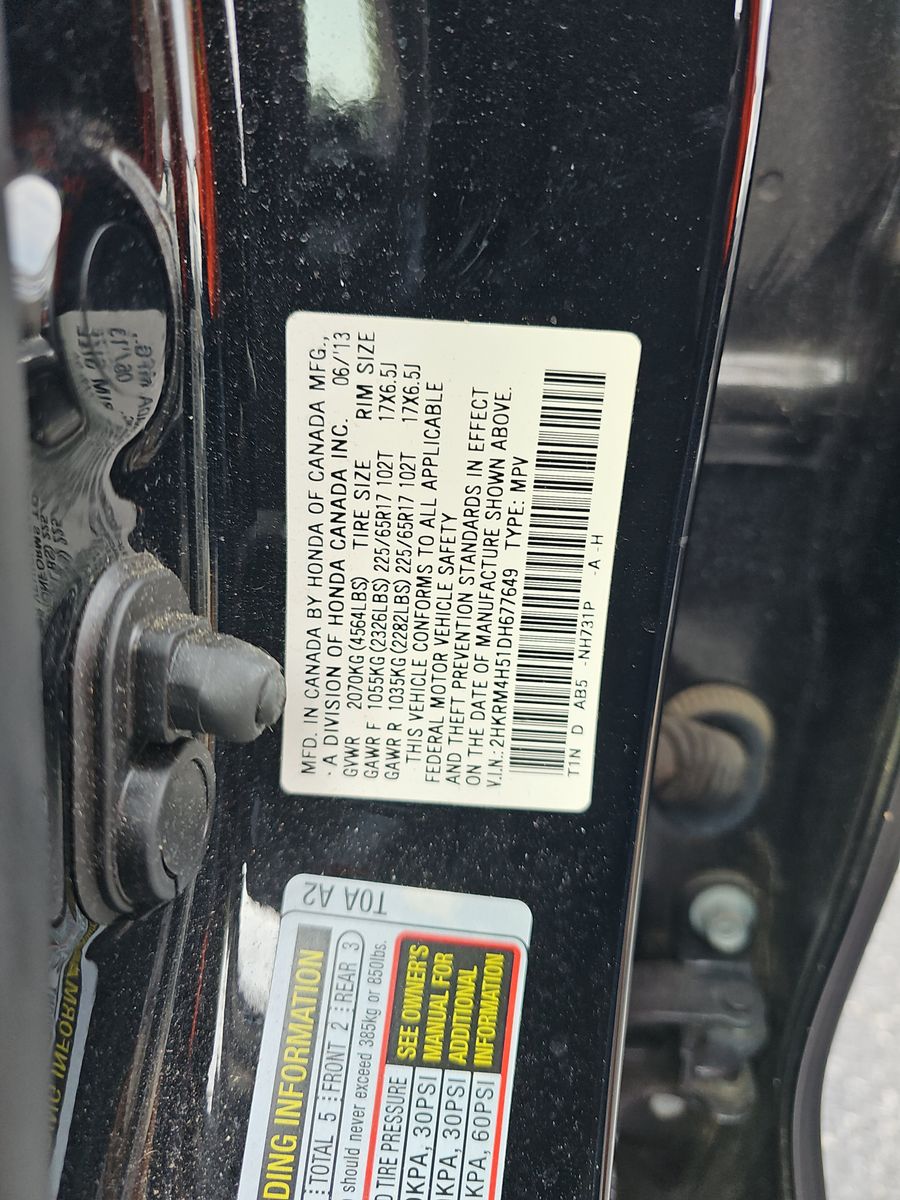 MFD. IN CANADA BY HONDA OF CANADA MFG.,
· A DIVISION OF HONDA CANADA INC. 06/'13
GVWR 2070KG (4564LBS) TIRE SIZE RIM SIZE
GAWR F 1055KG (2326LBS) 225/65R17 102T 17X6.5J
GAWR R 1035KG (2282LBS) 225/65R17 102T 17X6.5J
· THIS VEHICLE CONFORMS TO ALL APPLICABLE
FEDERAL MOTOR VEHICLE SAFETY
AND THEFT PREVENTION STANDARDS IN EFFECT
ON THE DATE OF MANUFACTURE SHOWN ABOVE.
V.I.N.: 2HKRM4H51DH677649 TYPE: MPV
T1N D AB5 -NH731P -A -H
T0A A2
DING INFORMATION
TOTAL 5 FRONT 2 REAR 3
should never exceed 385kg or 850lbs.
TIRE PRESSURE
KPA, 30PSI
KPA, 30PSI
KPA, 60PSI
SEE OWNER'S
MANUAL FOR
ADDITIONAL
INFORMATION